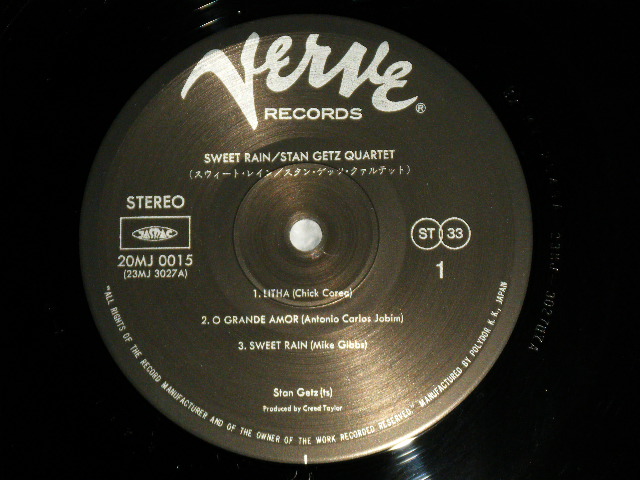 Verve
RECORDS
®
SWEET RAIN/STAN GETZ QUARTET
(スウィート・レイン/スタン・ゲッツ・クァルテット)
STEREO
JASRAC
20MJ 0015
(23MJ 3027A)
ST 33
1
1. LITHA (Chick Corea)
2. O GRANDE AMOR (Antonio Carlos Jobim)
3. SWEET RAIN (Mike Gibbs)
Stan Getz (ts)
Produced by Creed Taylor
"ALL RIGHTS OF THE RECORD MANUFACTURER AND OF THE OWNER OF THE WORK RECORDED RESERVED." MANUFACTURED BY POLYDOR K. K., JAPAN